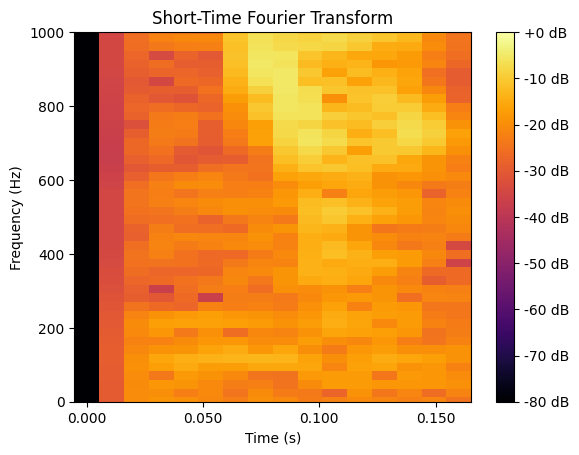 Short-Time Fourier Transform
Frequency (Hz)
1000
800
600
400
200
0
0.000
0.050
0.100
0.150
Time (s)
+0 dB
-10 dB
-20 dB
-30 dB
-40 dB
-50 dB
-60 dB
-70 dB
-80 dB